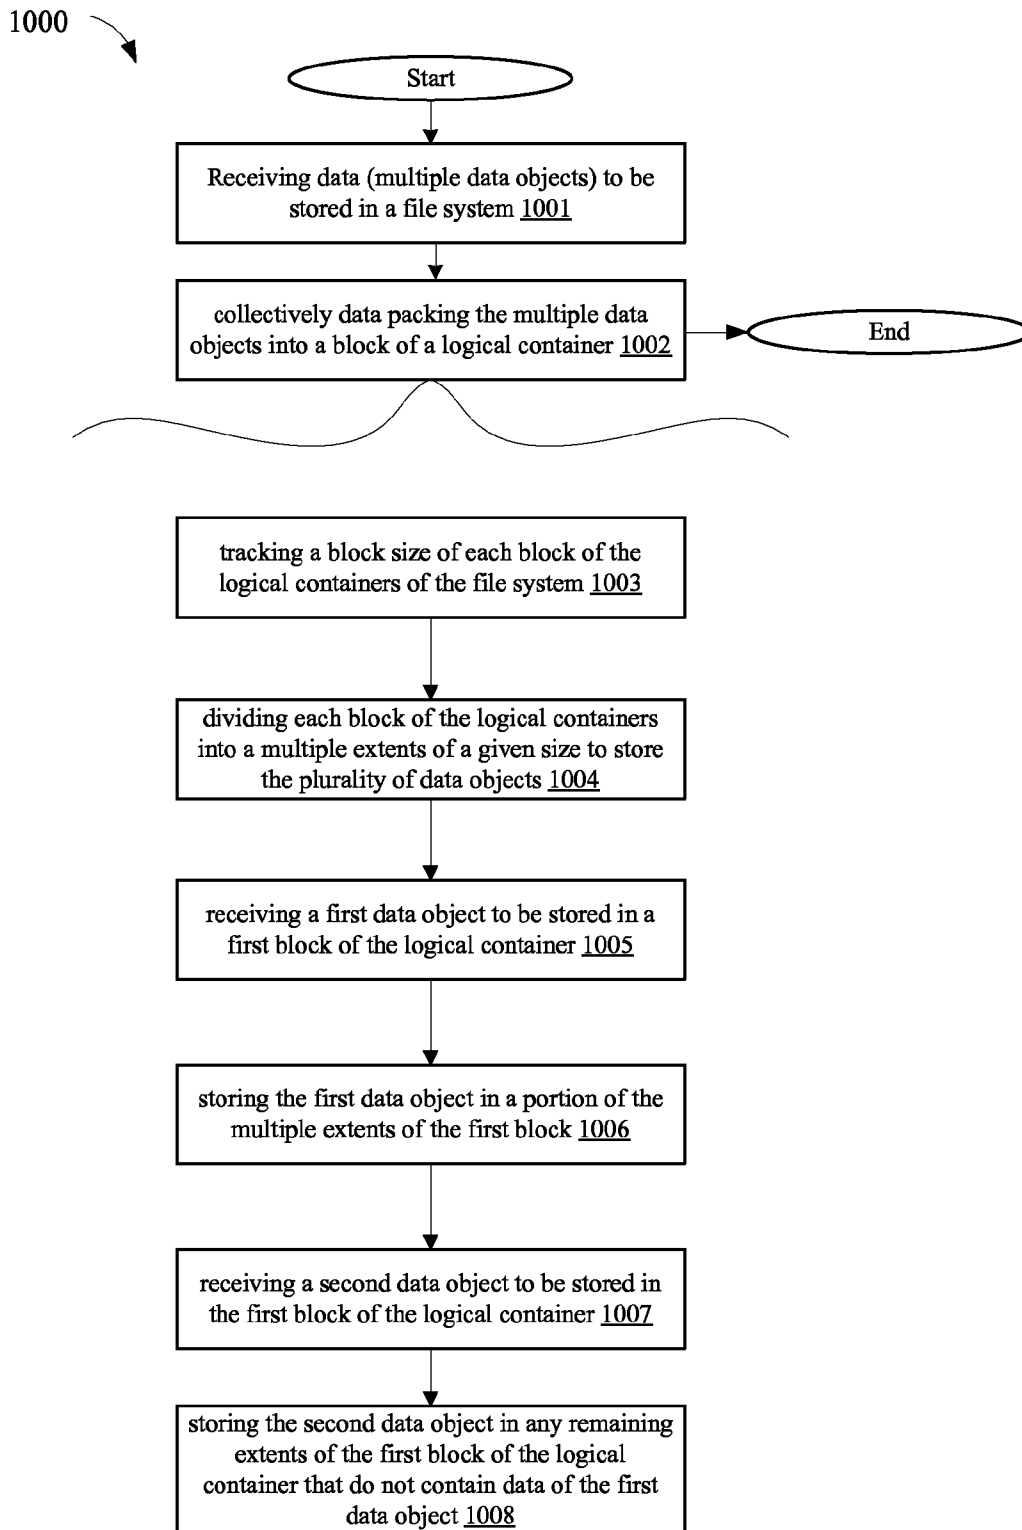 1000
Start
Receiving data (multiple data objects) to be
stored in a file system 1001
collectively data packing the multiple data
objects into a block of a logical container 1002
End
tracking a block size of each block of the
logical containers of the file system 1003
dividing each block of the logical containers
into a multiple extents of a given size to store
the plurality of data objects 1004
receiving a first data object to be stored in a
first block of the logical container 1005
storing the first data object in a portion of the
multiple extents of the first block 1006
receiving a second data object to be stored in
the first block of the logical container 1007
storing the second data object in any remaining
extents of the first block of the logical
container that do not contain data of the first
data object 1008